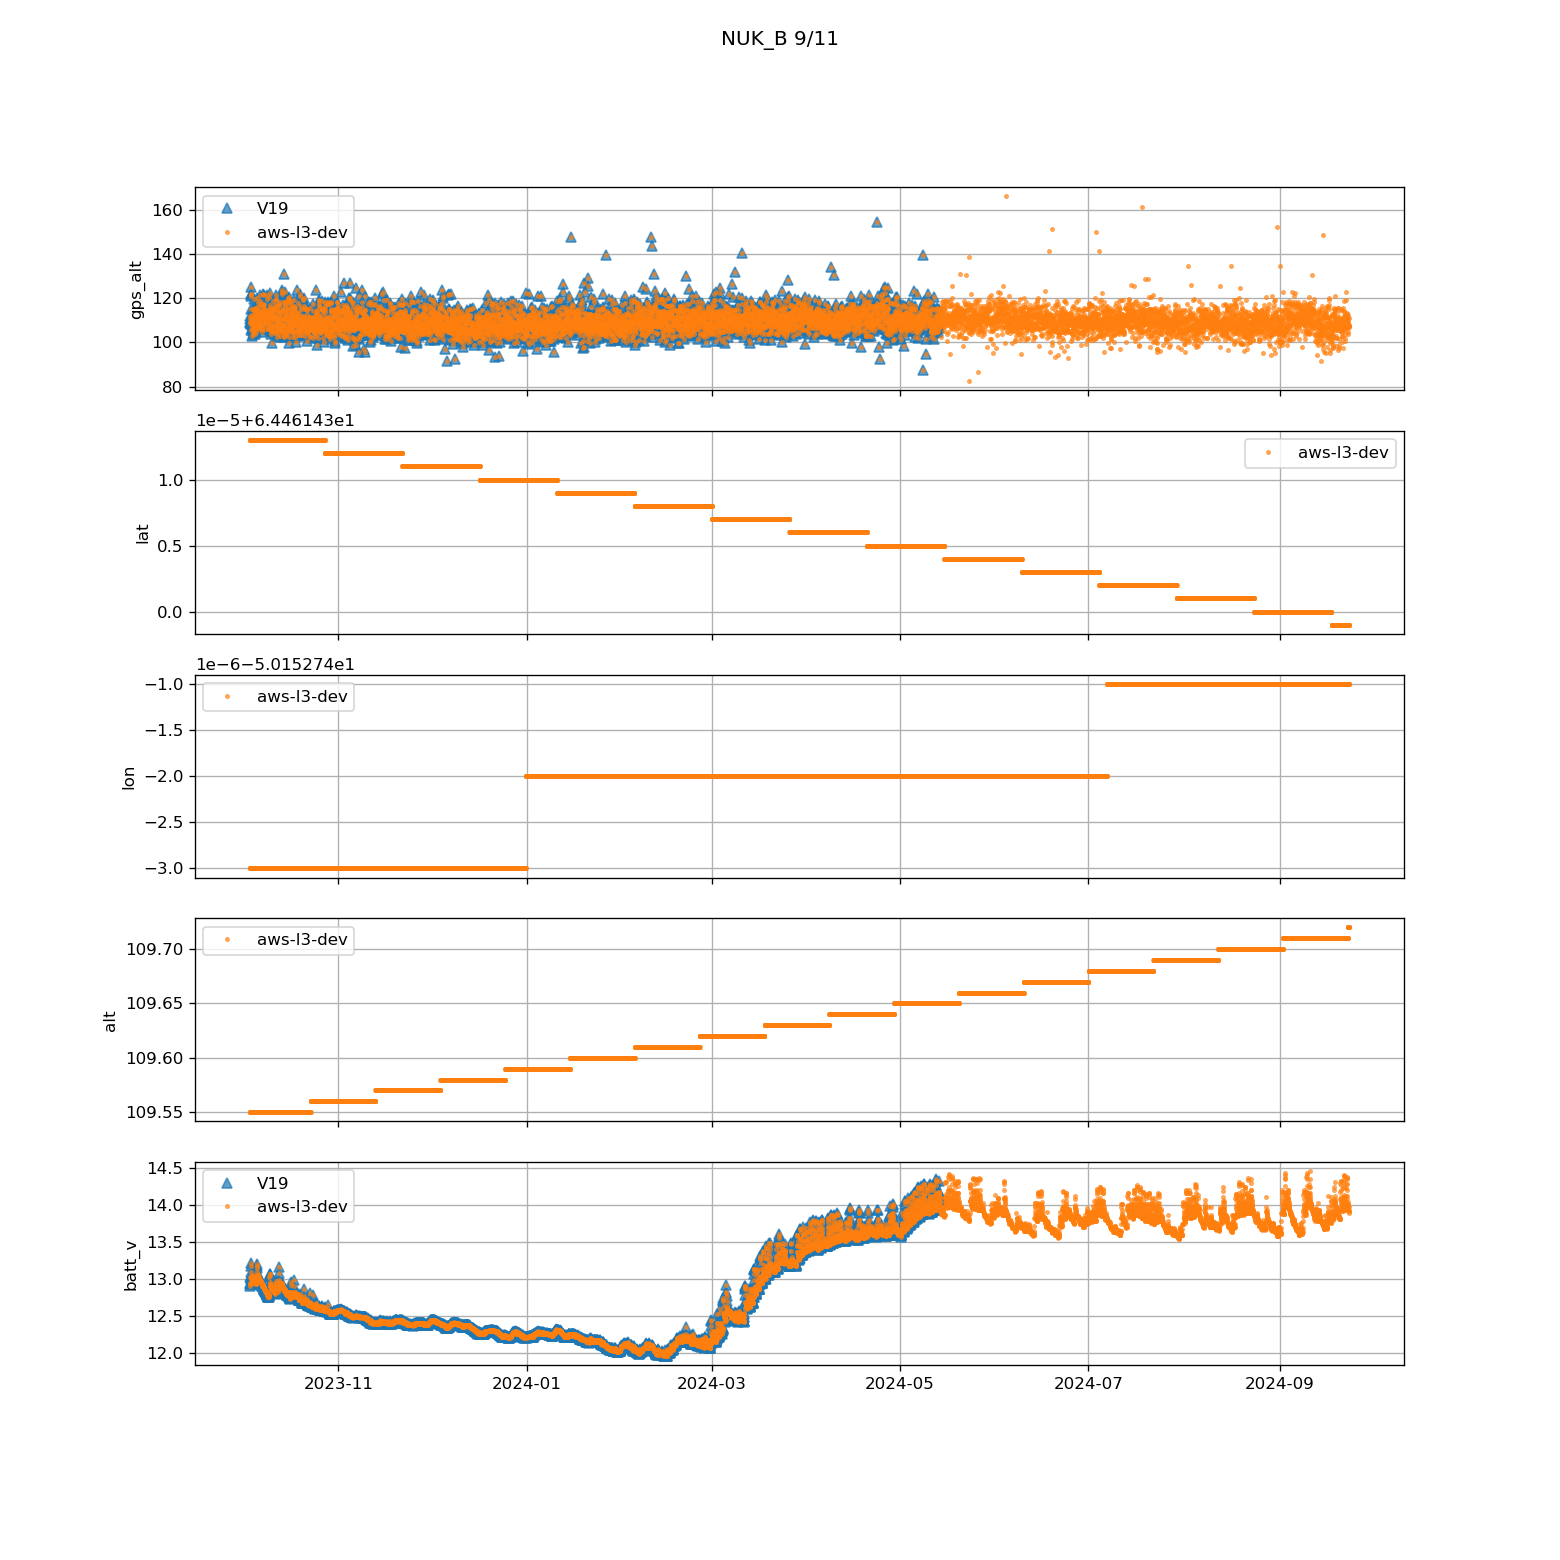 NUK_B 9/11
V19
aws-l3-dev
160
140
120
100
80
gps_alt
1e−5+6.446143e1
aws-l3-dev
1.0
0.5
0.0
lat
1e−6−5.015274e1
aws-l3-dev
−1.0
−1.5
−2.0
−2.5
−3.0
lon
aws-l3-dev
109.70
109.65
109.60
109.55
alt
V19
aws-l3-dev
14.5
14.0
13.5
13.0
12.5
12.0
batt_v
2023-11 2024-01 2024-03 2024-05 2024-07 2024-09